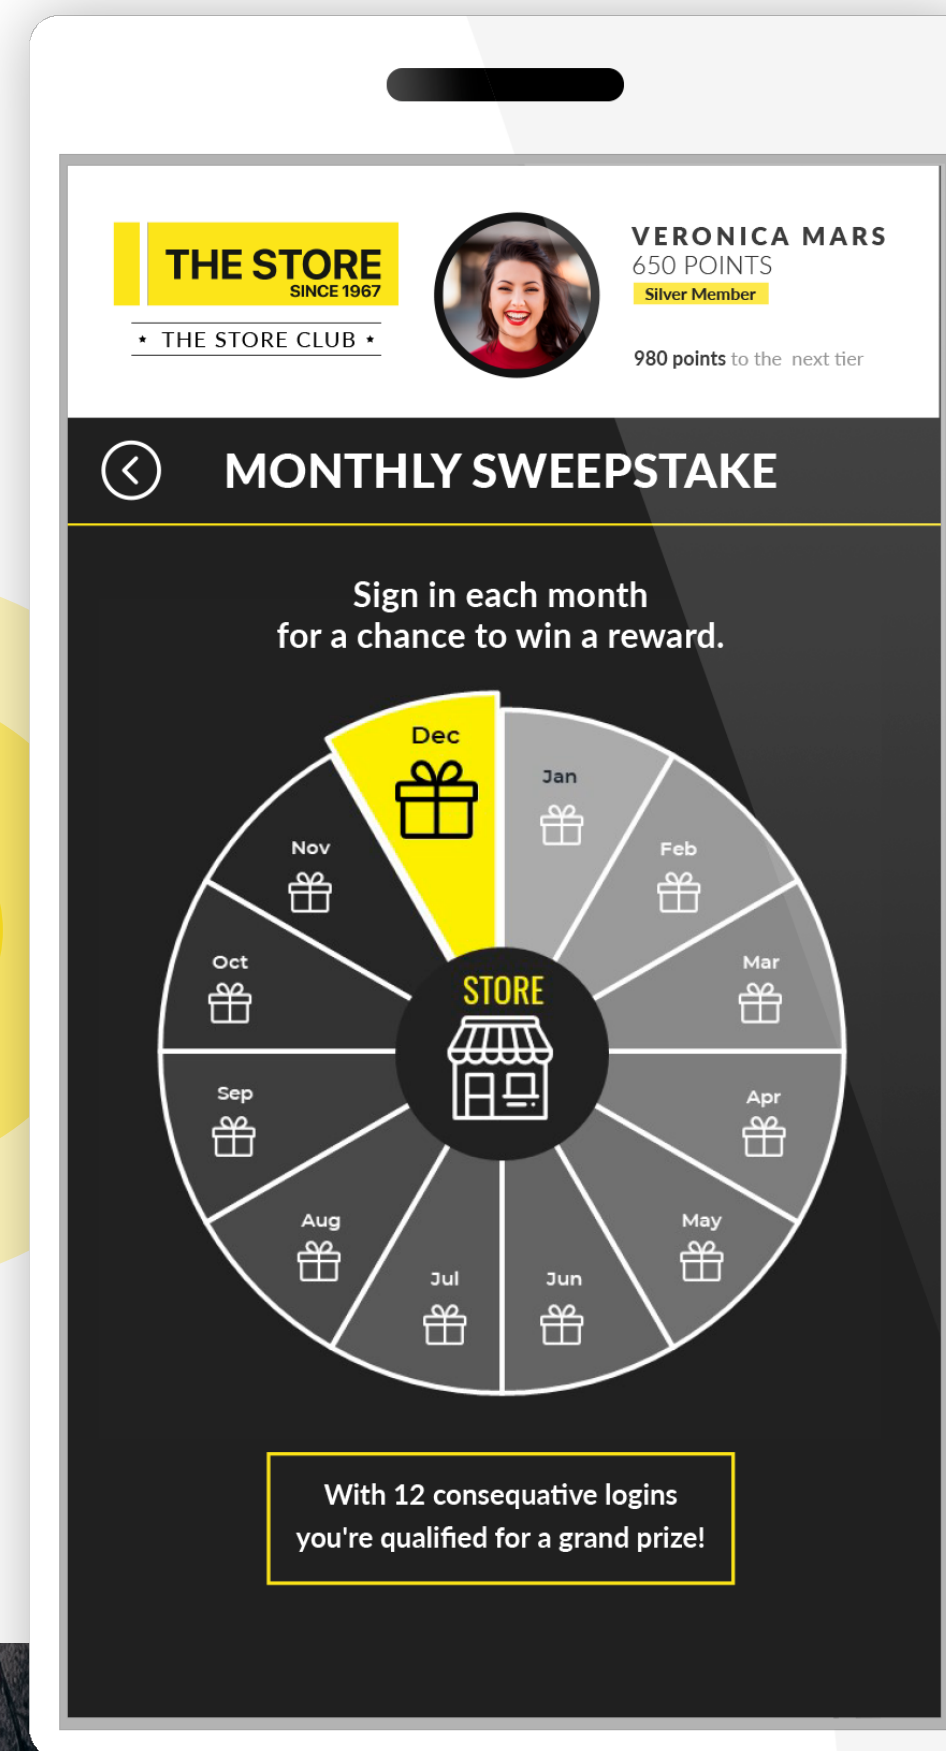 THE STORE
SINCE 1967
★ THE STORE CLUB ★
VERONICA MARS
650 POINTS
Silver Member
980 points to the next tier
MONTHLY SWEEPSTAKE
Sign in each month
for a chance to win a reward.
Dec
Jan
Feb
Mar
Apr
May
Jun
Jul
Aug
Sep
Oct
Nov
STORE
With 12 consequative logins
you're qualified for a grand prize!